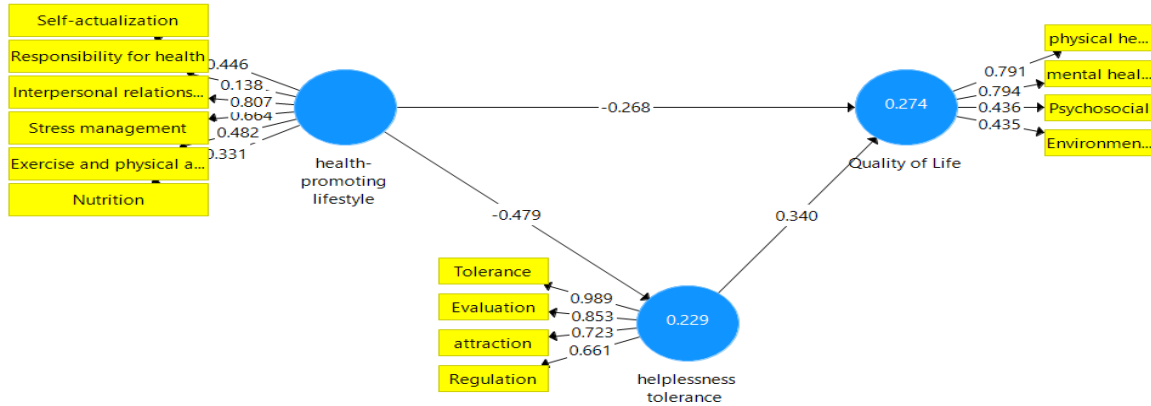 Self-actualization
Responsibility for health
Interpersonal relations...
Stress management
Exercise and physical a...
Nutrition
0.446
0.138
0.807
0.664
0.482
0.331
health-
promoting
lifestyle
-0.268
-0.479
0.340
0.274
Quality of Life
0.791
0.794
0.436
0.435
physical he...
mental heal...
Psychosocial
Environmen...
Tolerance
Evaluation
attraction
Regulation
0.989
0.853
0.723
0.661
0.229
helplessness
tolerance